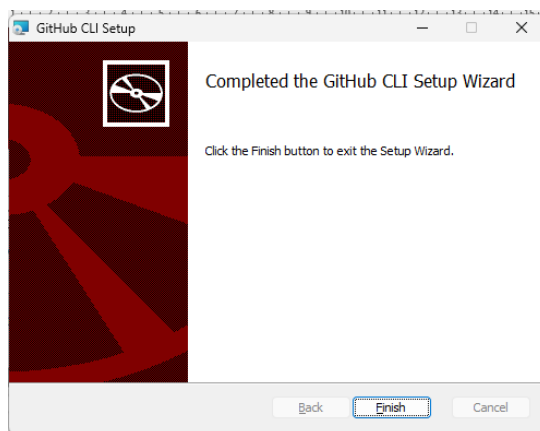 GitHub CLI Setup
Completed the GitHub CLI Setup Wizard
Click the Finish button to exit the Setup Wizard.
Back
Finish
Cancel